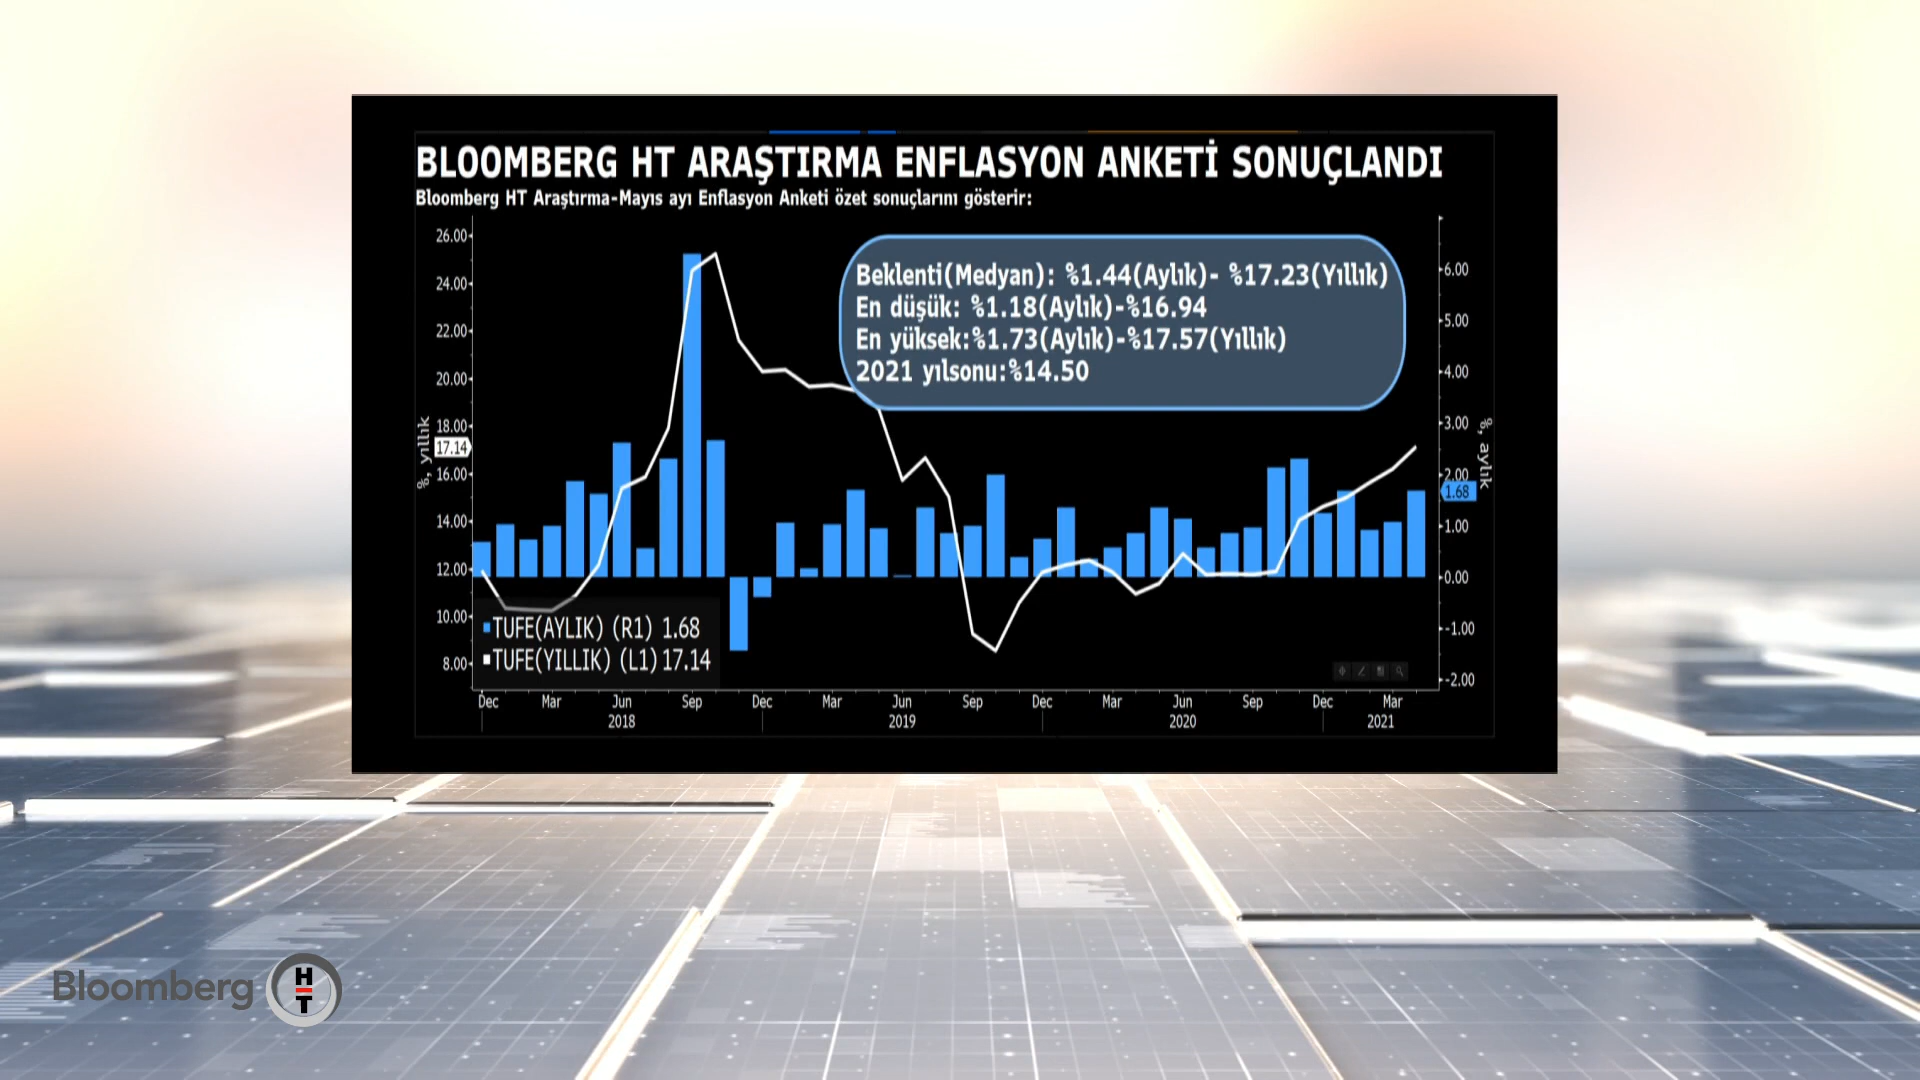 BLOOMBERG HT ARAŞTIRMA ENFLASYON ANKETİ SONUÇLANDI
Bloomberg HT Araştırma-Mayıs ayı Enflasyon Anketi özet sonuçlarını gösterir:
Beklenti(Medyan): %1.44(Aylık)- %17.23(Yıllık)
En düşük: %1.18(Aylık)-%16.94
En yüksek:%1.73(Aylık)-%17.57(Yıllık)
2021 yılsonu:%14.50
26.00
24.00
22.00
20.00
18.00
17.14
16.00
14.00
12.00
10.00
8.00
%, yıllık
6.00
5.00
4.00
3.00
2.00
1.68
1.00
0.00
-1.00
-2.00
%, aylık
TUFE(AYLIK) (R1) 1.68
TUFE(YILLIK) (L1) 17.14
Dec Mar Jun Sep Dec Mar Jun Sep Dec Mar Jun Sep Dec Mar
2018 2019 2020 2021
Bloomberg HT